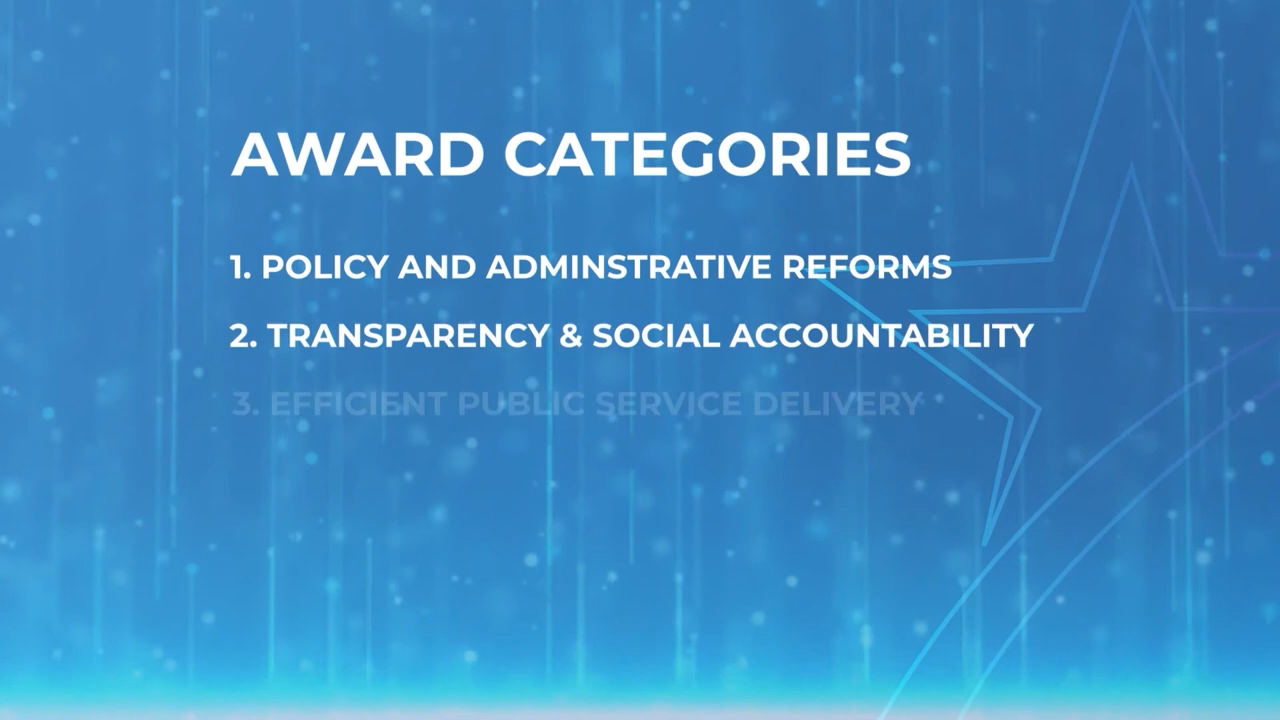 AWARD CATEGORIES
1. POLICY AND ADMINSTRATIVE REFORMS
2. TRANSPARENCY & SOCIAL ACCOUNTABILITY
3. EFFICIENT PUBLIC SERVICE DELIVERY